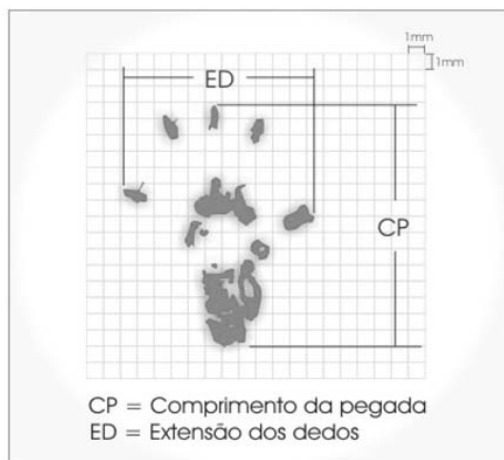 1mm
1mm
ED
CP
CP = Comprimento da pegada
ED = Extensão dos dedos